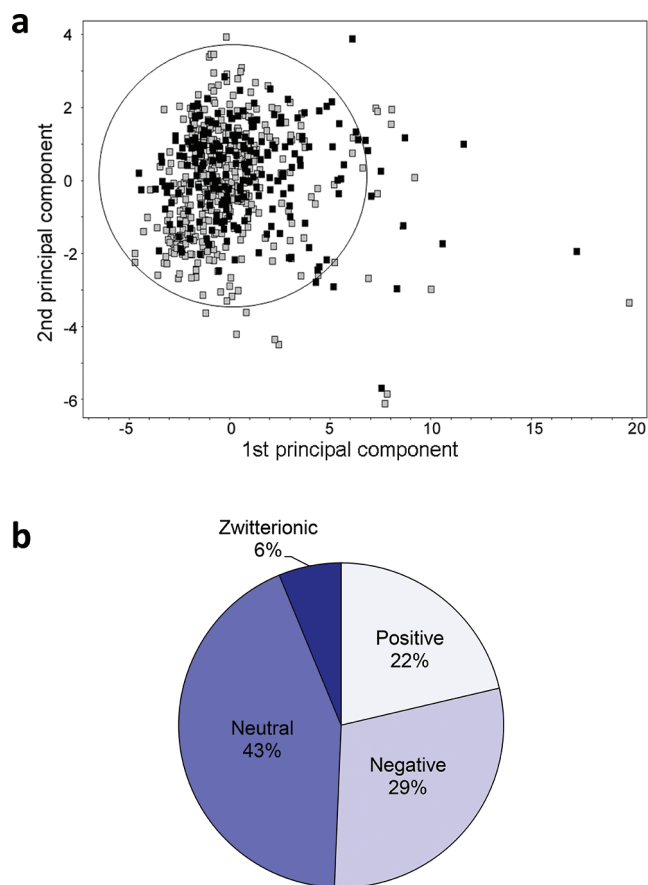 a
4
2
0
-2
-4
-6
2nd principal component
-5 0 5 10 15 20
1st principal component
b
Zwitterionic
6%
Positive
22%
Neutral
43%
Negative
29%